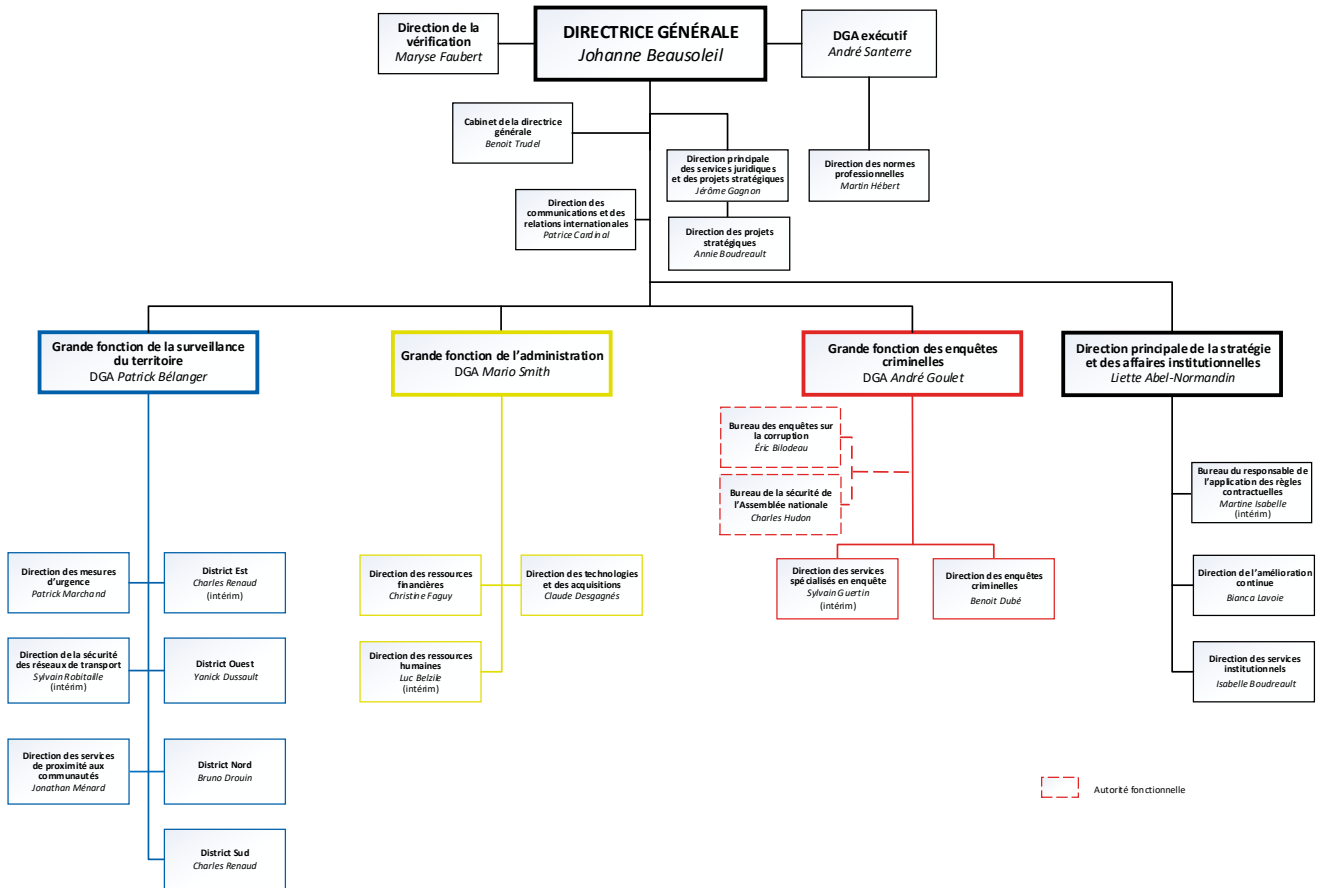 Direction de la
vérification
Maryse Faubert
DIRECTRICE GÉNÉRALE
Johanne Beausoleil
DGA exécutif
André Santerre
Cabinet de la directrice
générale
Benoit Trudel
Direction principale
des services juridiques
et des projets stratégiques
Jérôme Gagnon
Direction des normes
professionnelles
Martin Hébert
Direction des
communications et des
relations internationales
Patrice Cardinal
Direction des projets
stratégiques
Annie Boudreault
Grande fonction de la surveillance
du territoire
DGA Patrick Bélanger
Grande fonction de l'administration
DGA Mario Smith
Grande fonction des enquêtes
criminelles
DGA André Goulet
Direction principale de la stratégie
et des affaires institutionnelles
Liette Abel-Normandin
Bureau des enquêtes sur
la corruption
Éric Bilodeau
Bureau de la sécurité de
l'Assemblée nationale
Charles Hudon
Bureau du responsable de
l'application des règles
contractuelles
Martine Isabelle
(intérim)
Direction des mesures
d'urgence
Patrick Marchand
District Est
Charles Renaud
(intérim)
Direction des ressources
financières
Christine Faguy
Direction des technologies
et des acquisitions
Claude Desgagnés
Direction des services
spécialisés en enquête
Sylvain Guertin
(intérim)
Direction des enquêtes
criminelles
Benoit Dubé
Direction de l'amélioration
continue
Bianca Lavoie
Direction de la sécurité
des réseaux de transport
Sylvain Robitaille
(intérim)
District Ouest
Yanick Dussault
Direction des ressources
humaines
Luc Belzile
(intérim)
Direction des services
institutionnels
Isabelle Boudreault
Direction des services
de proximité aux
communautés
Jonathan Ménard
District Nord
Bruno Drouin
Autorité fonctionnelle
District Sud
Charles Renaud